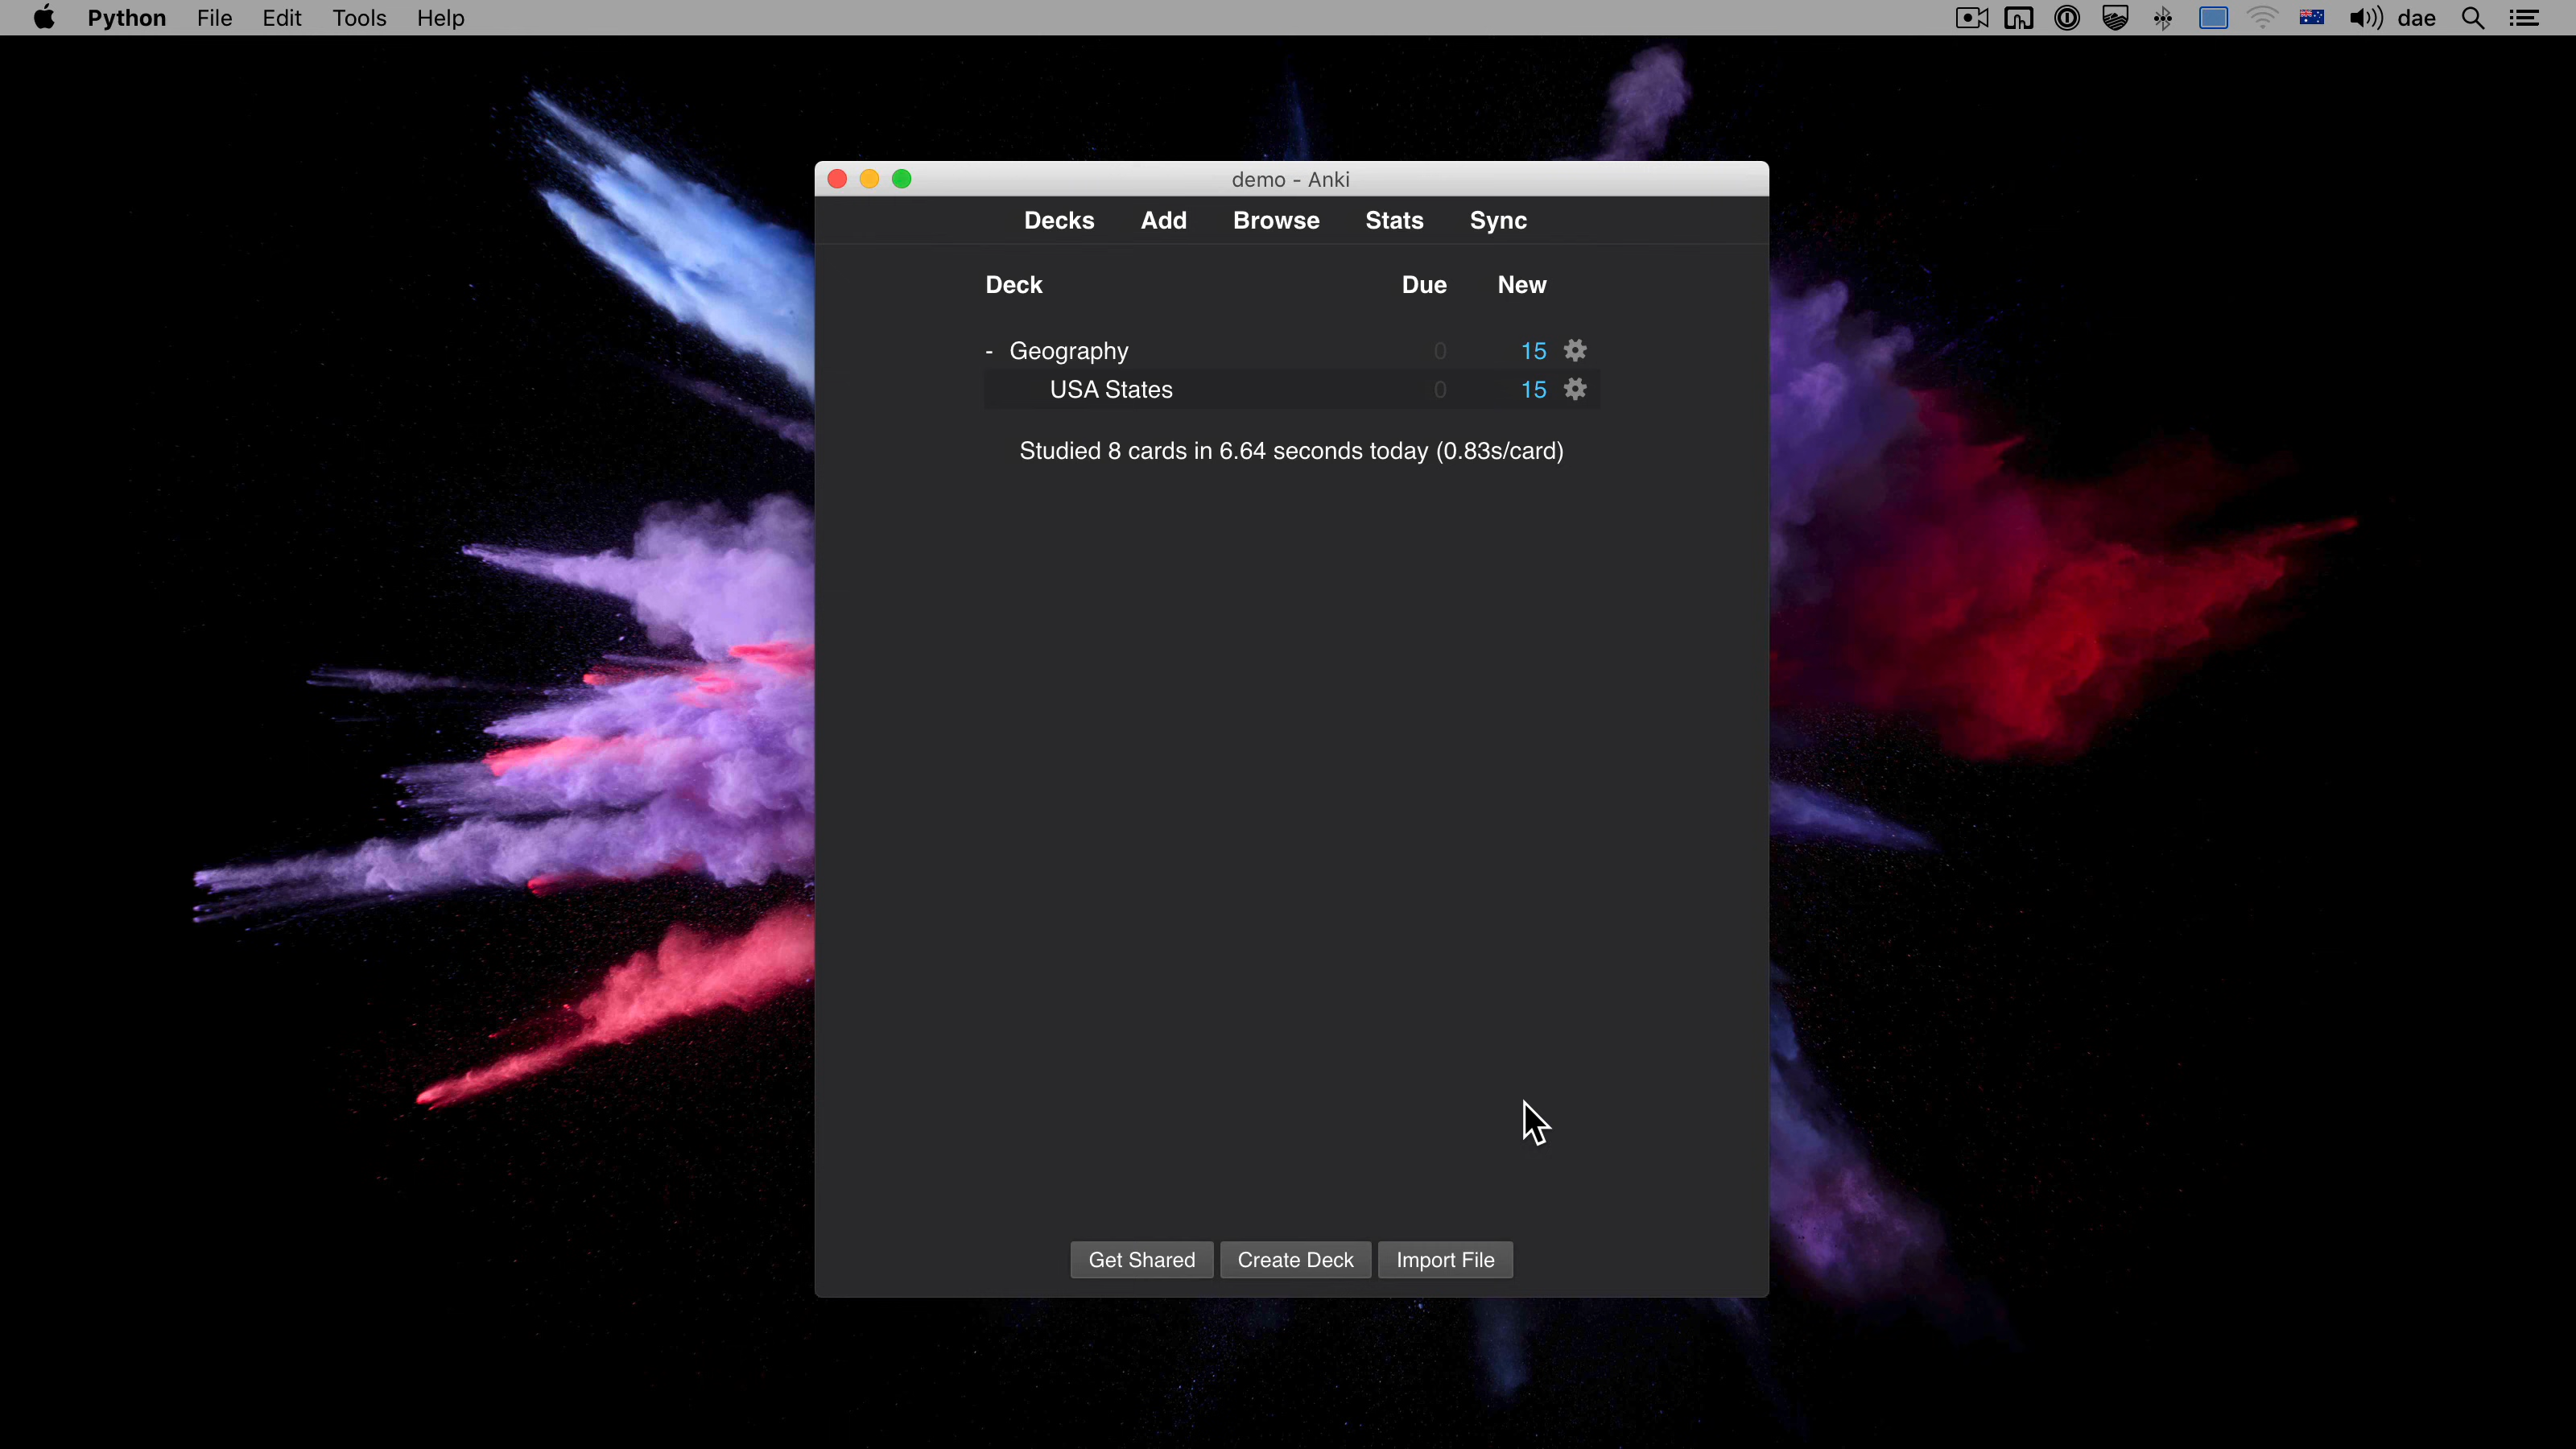 Python File Edit Tools Help dae
demo - Anki
Decks Add Browse Stats Sync
Deck Due New
- Geography 0 15
USA States 0 15
Studied 8 cards in 6.64 seconds today (0.83s/card)
Get Shared Create Deck Import File